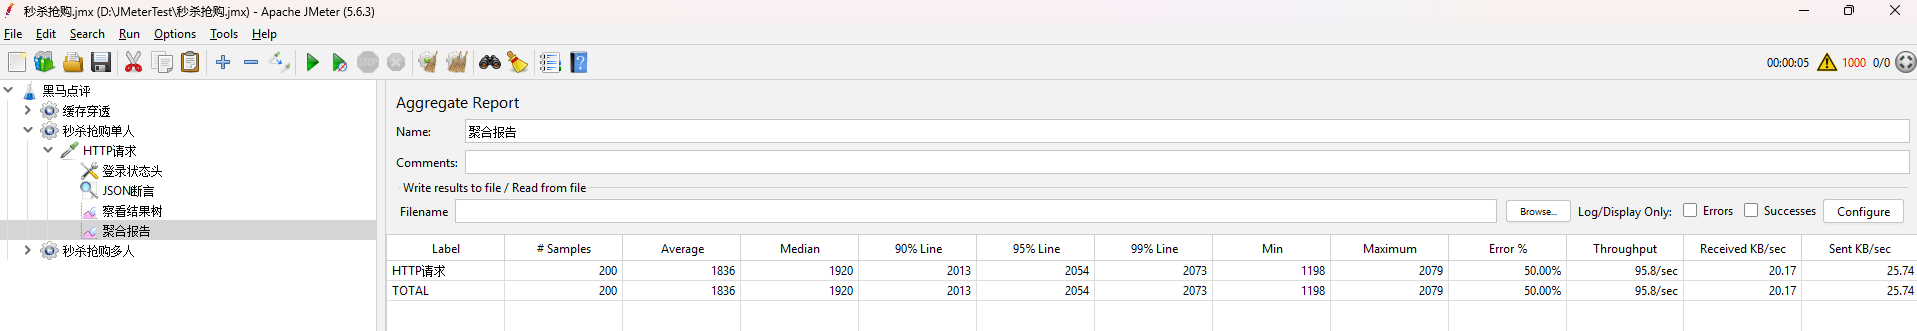 秒杀抢购.jmx (D:\JMeterTest\秒杀抢购.jmx) - Apache JMeter (5.6.3)
File Edit Search Run Options Tools Help
STOP
00:00:05 1000 0/0
黑马点评
缓存穿透
秒杀抢购单人
HTTP请求
登录状态头
JSON断言
察看结果树
聚合报告
秒杀抢购多人
Aggregate Report
Name: 聚合报告
Comments:
Write results to file / Read from file
Filename Browse... Log/Display Only: Errors Successes Configure
Label # Samples Average Median 90% Line 95% Line 99% Line Min Maximum Error % Throughput Received KB/sec Sent KB/sec
HTTP请求 200 1836 1920 2013 2054 2073 1198 2079 50.00% 95.8/sec 20.17 25.74
TOTAL 200 1836 1920 2013 2054 2073 1198 2079 50.00% 95.8/sec 20.17 25.74